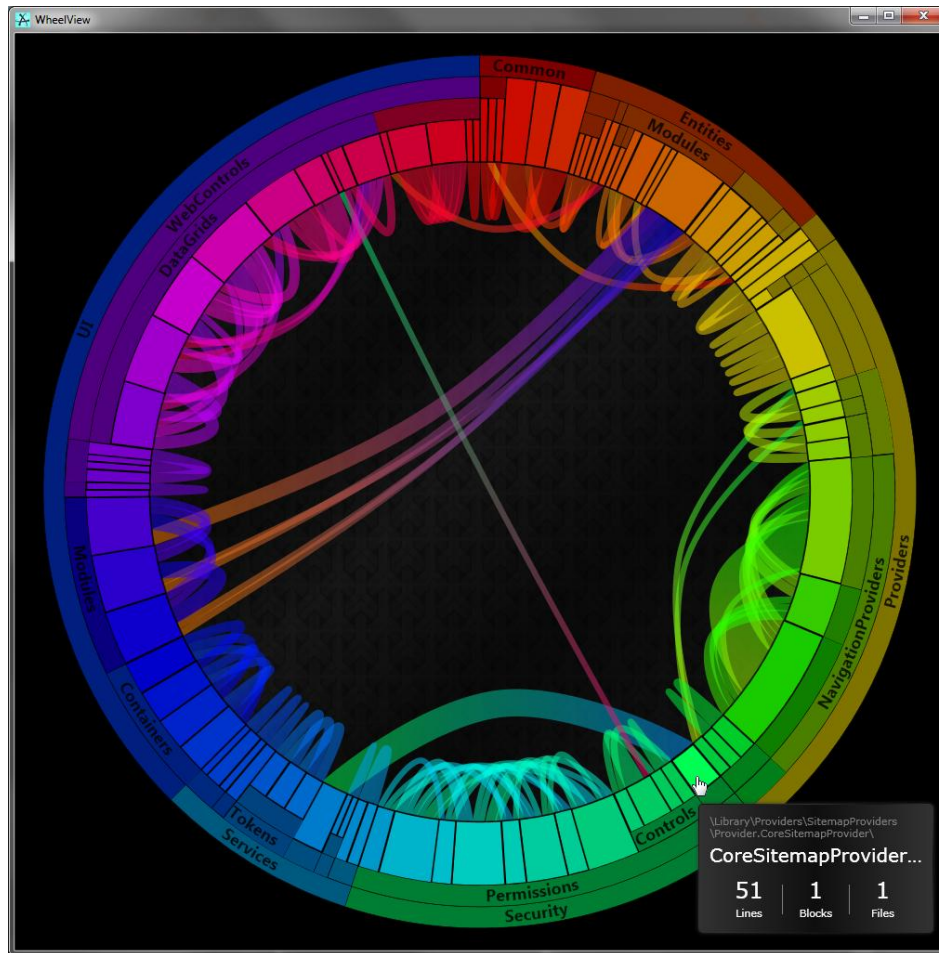 WheelView
Common
Entities
Modules
WebControls
DataGrids
UI
Providers
NavigationProviders
Modules
Containers
Tokens
Services
Controls
Permissions
Security
\Library\Providers\SitemapProviders
\Provider.CoreSitemapProvider\
CoreSitemapProvider...
51 1 1
Lines Blocks Files